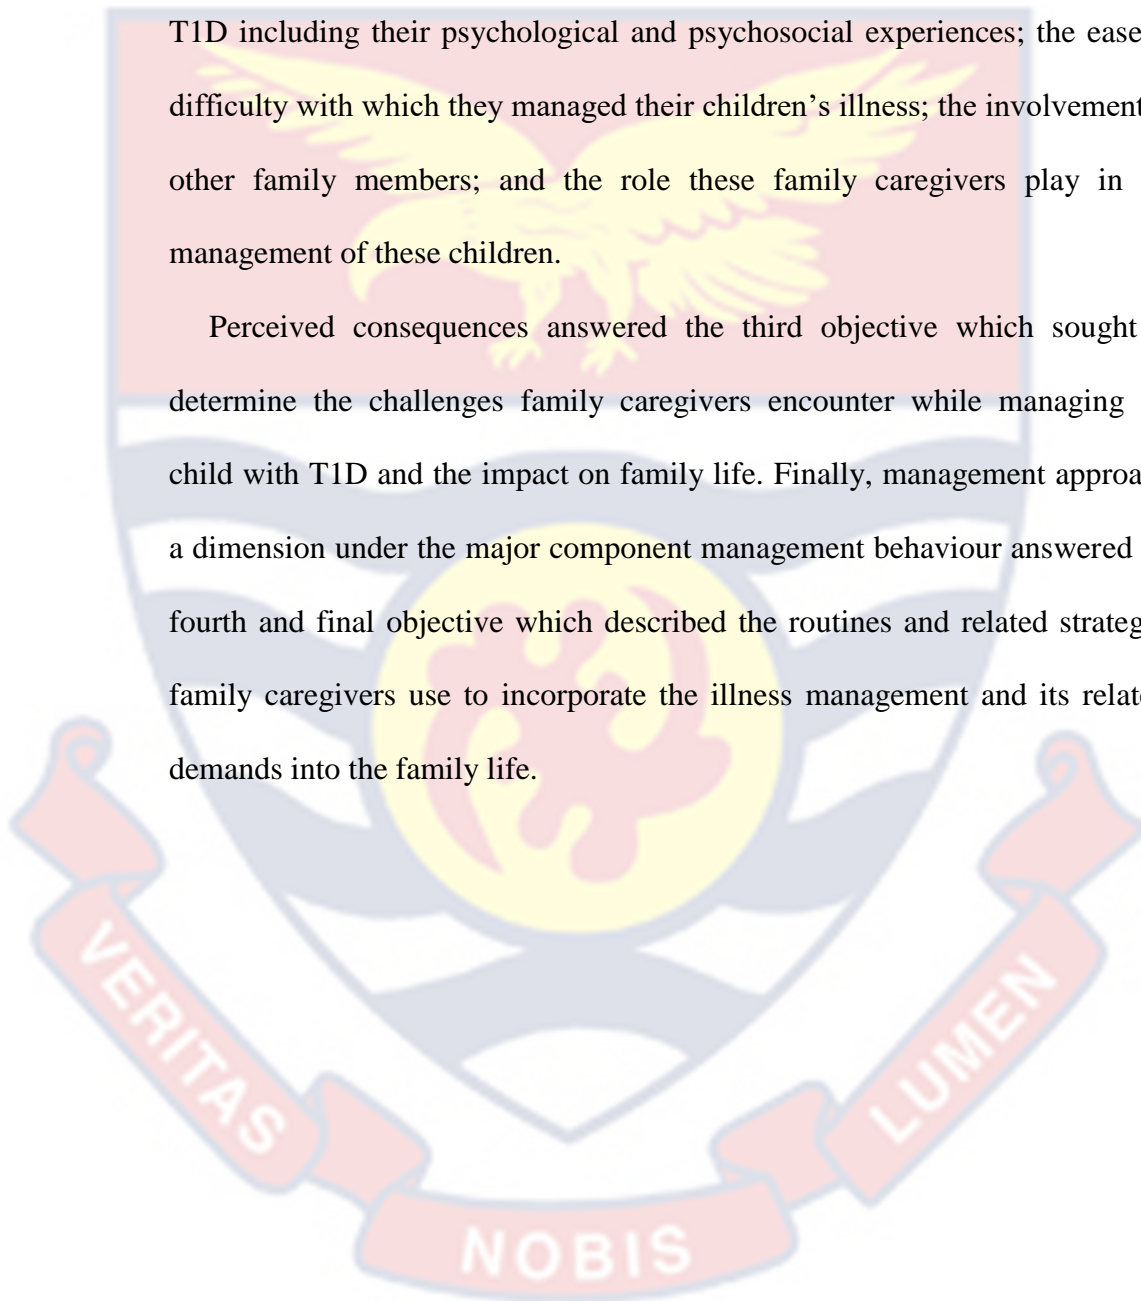 T1D including their psychological and psychosocial experiences; the ease
difficulty with which they managed their children’s illness; the involvement
other family members; and the role these family caregivers play in
management of these children.
Perceived consequences answered the third objective which sought
determine the challenges family caregivers encounter while managing
child with T1D and the impact on family life. Finally, management approa
a dimension under the major component management behaviour answered
fourth and final objective which described the routines and related strateg
family caregivers use to incorporate the illness management and its relat
demands into the family life.
VERITAS
NOBIS
LUMEN